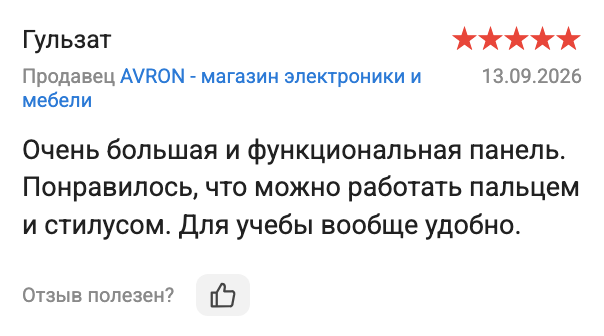 Гульзат
Продавец AVRON - магазин электроники и мебели
13.09.2026
Очень большая и функциональная панель.
Понравилось, что можно работать пальцем
и стилусом. Для учебы вообще удобно.
Отзыв полезен?